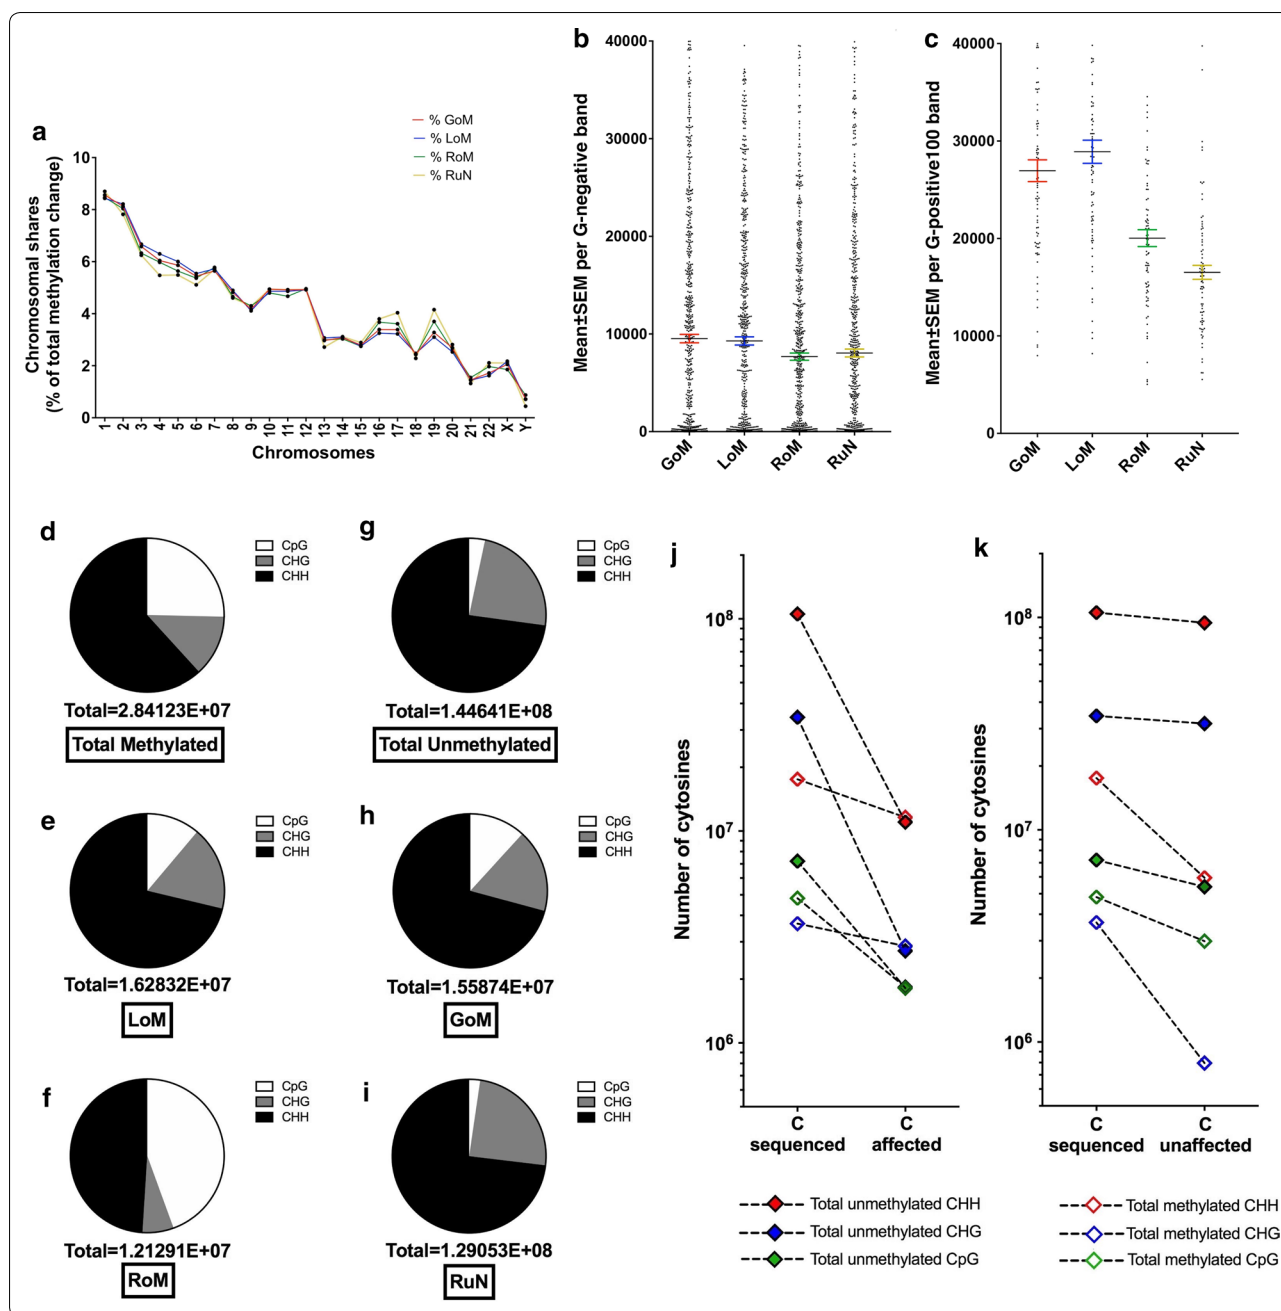 a
% GoM
% LoM
% RoM
% RuN
Chromosomal shares
(% of total methylation change)
10
8
6
4
2
0
1 2 3 4 5 6 7 8 9 10 11 12 13 14 15 16 17 18 19 20 21 22 X Y
Chromosomes
b
Mean±SEM per G-negative band
40000
30000
20000
10000
0
GoM LoM RoM RuN
c
Mean±SEM per G-positive100 band
40000
30000
20000
10000
0
GoM LoM RoM RuN
d
CpG
CHG
CHH
Total=2.84123E+07
Total Methylated
g
CpG
CHG
CHH
Total=1.44641E+08
Total Unmethylated
e
CpG
CHG
CHH
Total=1.62832E+07
LoM
h
CpG
CHG
CHH
Total=1.55874E+07
GoM
f
CpG
CHG
CHH
Total=1.21291E+07
RoM
i
CpG
CHG
CHH
Total=1.29053E+08
RuN
j
Number of cytosines
10⁸
10⁷
10⁶
C C
sequenced affected
k
Number of cytosines
10⁸
10⁷
10⁶
C C
sequenced unaffected
Total unmethylated CHH
Total unmethylated CHG
Total unmethylated CpG
Total methylated CHH
Total methylated CHG
Total methylated CpG